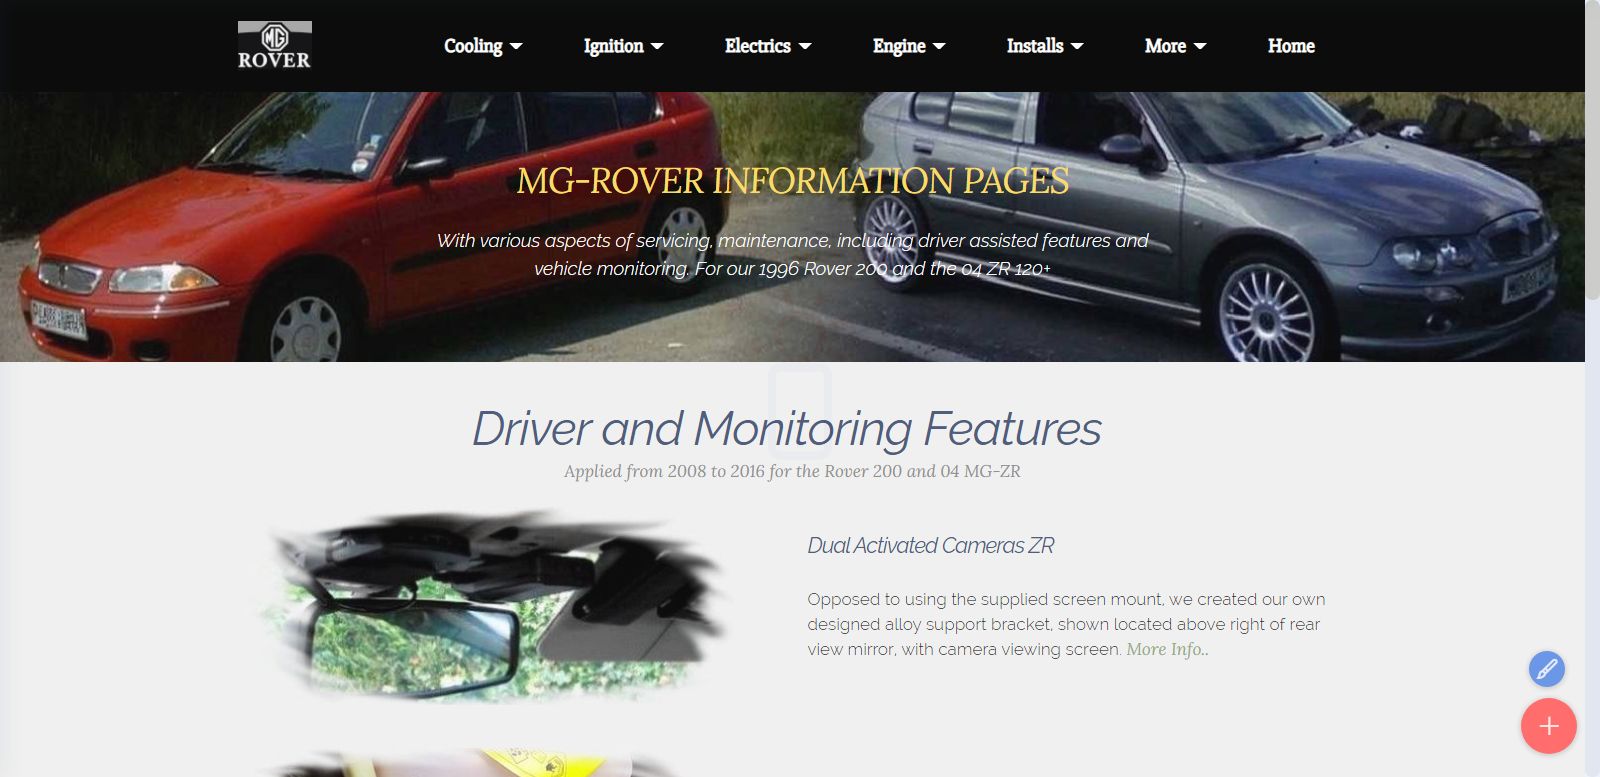 MG
ROVER
Cooling
Ignition
Electrics
Engine
Installs
More
Home
MG-ROVER INFORMATION PAGES
With various aspects of servicing, maintenance, including driver assisted features and
vehicle monitoring. For our 1996 Rover 200 and the 04 ZR 120+
Driver and Monitoring Features
Applied from 2008 to 2016 for the Rover 200 and 04 MG-ZR
Dual Activated Cameras ZR
Opposed to using the supplied screen mount, we created our own
designed alloy support bracket, shown located above right of rear
view mirror, with camera viewing screen. More Info..